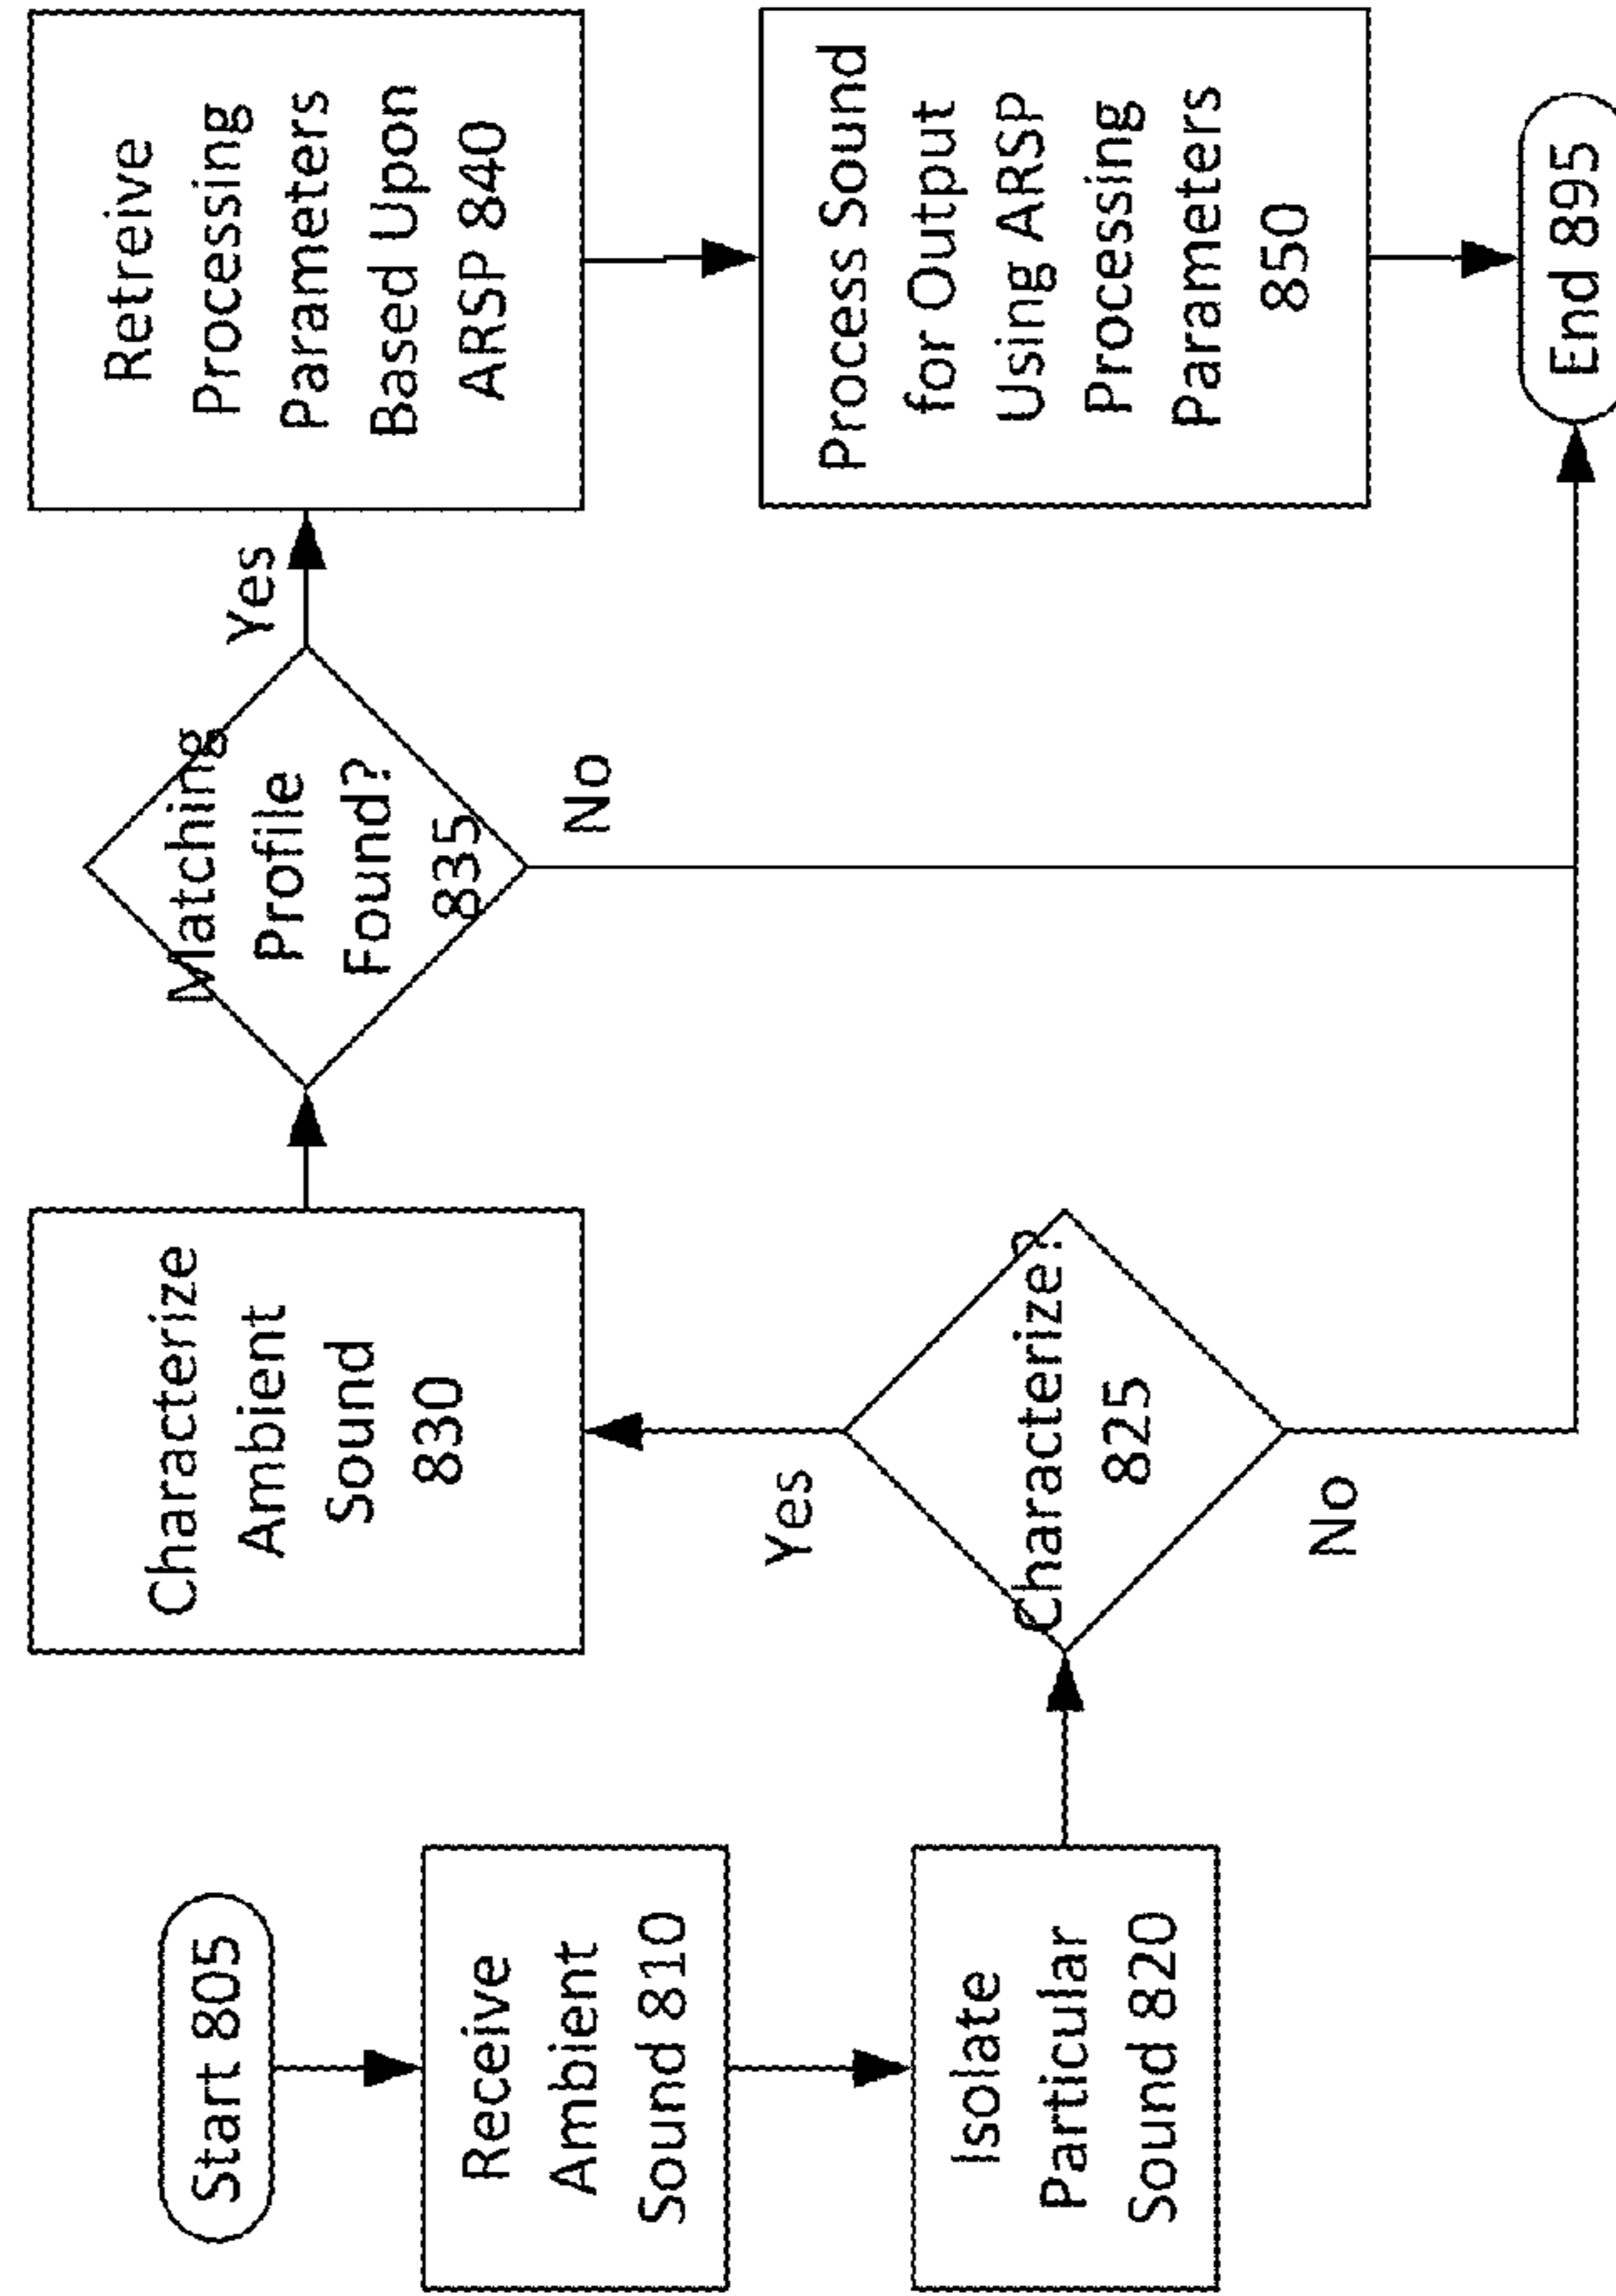 Start 805
Receive
Ambient
Sound 810
Isolate
Particular
Sound 820
Characterize?
825
Yes
No
Characterize
Ambient
Sound
830
Matching
Profile
Found?
835
Yes
No
Retreive
Processing
Parameters
Based Upon
ARSP 840
Process Sound
for Output
Using ARSP
Processing
Parameters
850
End 895